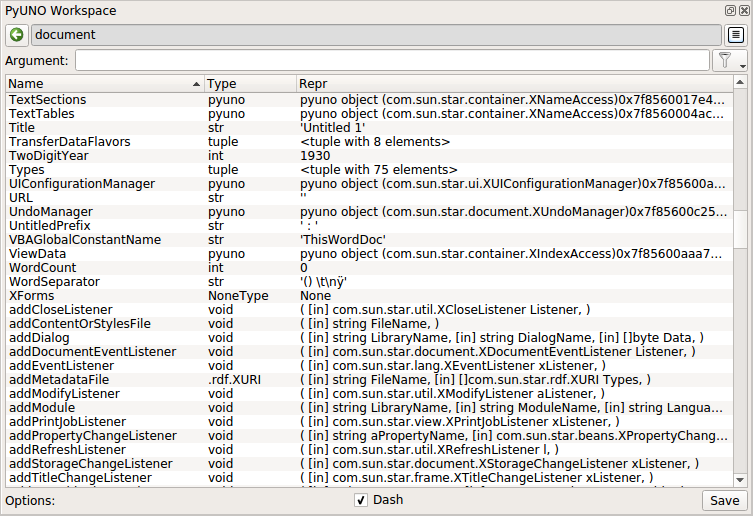 PyUNO Workspace
document
Argument:
Name Type Repr
TextSections pyuno pyuno object (com.sun.star.container.XNameAccess)0x7f8560017e4...
TextTables pyuno pyuno object (com.sun.star.container.XNameAccess)0x7f8560004ac...
Title str 'Untitled 1'
TransferDataFlavors tuple <tuple with 8 elements>
TwoDigitYear int 1930
Types tuple <tuple with 75 elements>
UIConfigurationManager pyuno pyuno object (com.sun.star.ui.XUIConfigurationManager)0x7f85600a...
URL str ''
UndoManager pyuno pyuno object (com.sun.star.document.XUndoManager)0x7f85600c25...
UntitledPrefix str ' : '
VBAGlobalConstantName str 'ThisWordDoc'
ViewData pyuno pyuno object (com.sun.star.container.XIndexAccess)0x7f85600aaa7...
WordCount int 0
WordSeparator str '() \t\nÿ'
XForms NoneType None
addCloseListener void ( [in] com.sun.star.util.XCloseListener Listener, )
addContentOrStylesFile void ( [in] string FileName, )
addDialog void ( [in] string LibraryName, [in] string DialogName, [in] []byte Data, )
addDocumentEventListener void ( [in] com.sun.star.document.XDocumentEventListener Listener, )
addEventListener void ( [in] com.sun.star.lang.XEventListener xListener, )
addMetadataFile .rdf.XURI ( [in] string FileName, [in] []com.sun.star.rdf.XURI Types, )
addModifyListener void ( [in] com.sun.star.util.XModifyListener aListener, )
addModule void ( [in] string LibraryName, [in] string ModuleName, [in] string Langua...
addPrintJobListener void ( [in] com.sun.star.view.XPrintJobListener xListener, )
addPropertyChangeListener void ( [in] string aPropertyName, [in] com.sun.star.beans.XPropertyChang...
addRefreshListener void ( [in] com.sun.star.util.XRefreshListener l, )
addStorageChangeListener void ( [in] com.sun.star.document.XStorageChangeListener xListener, )
addTitleChangeListener void ( [in] com.sun.star.frame.XTitleChangeListener xListener, )
Options: Dash Save